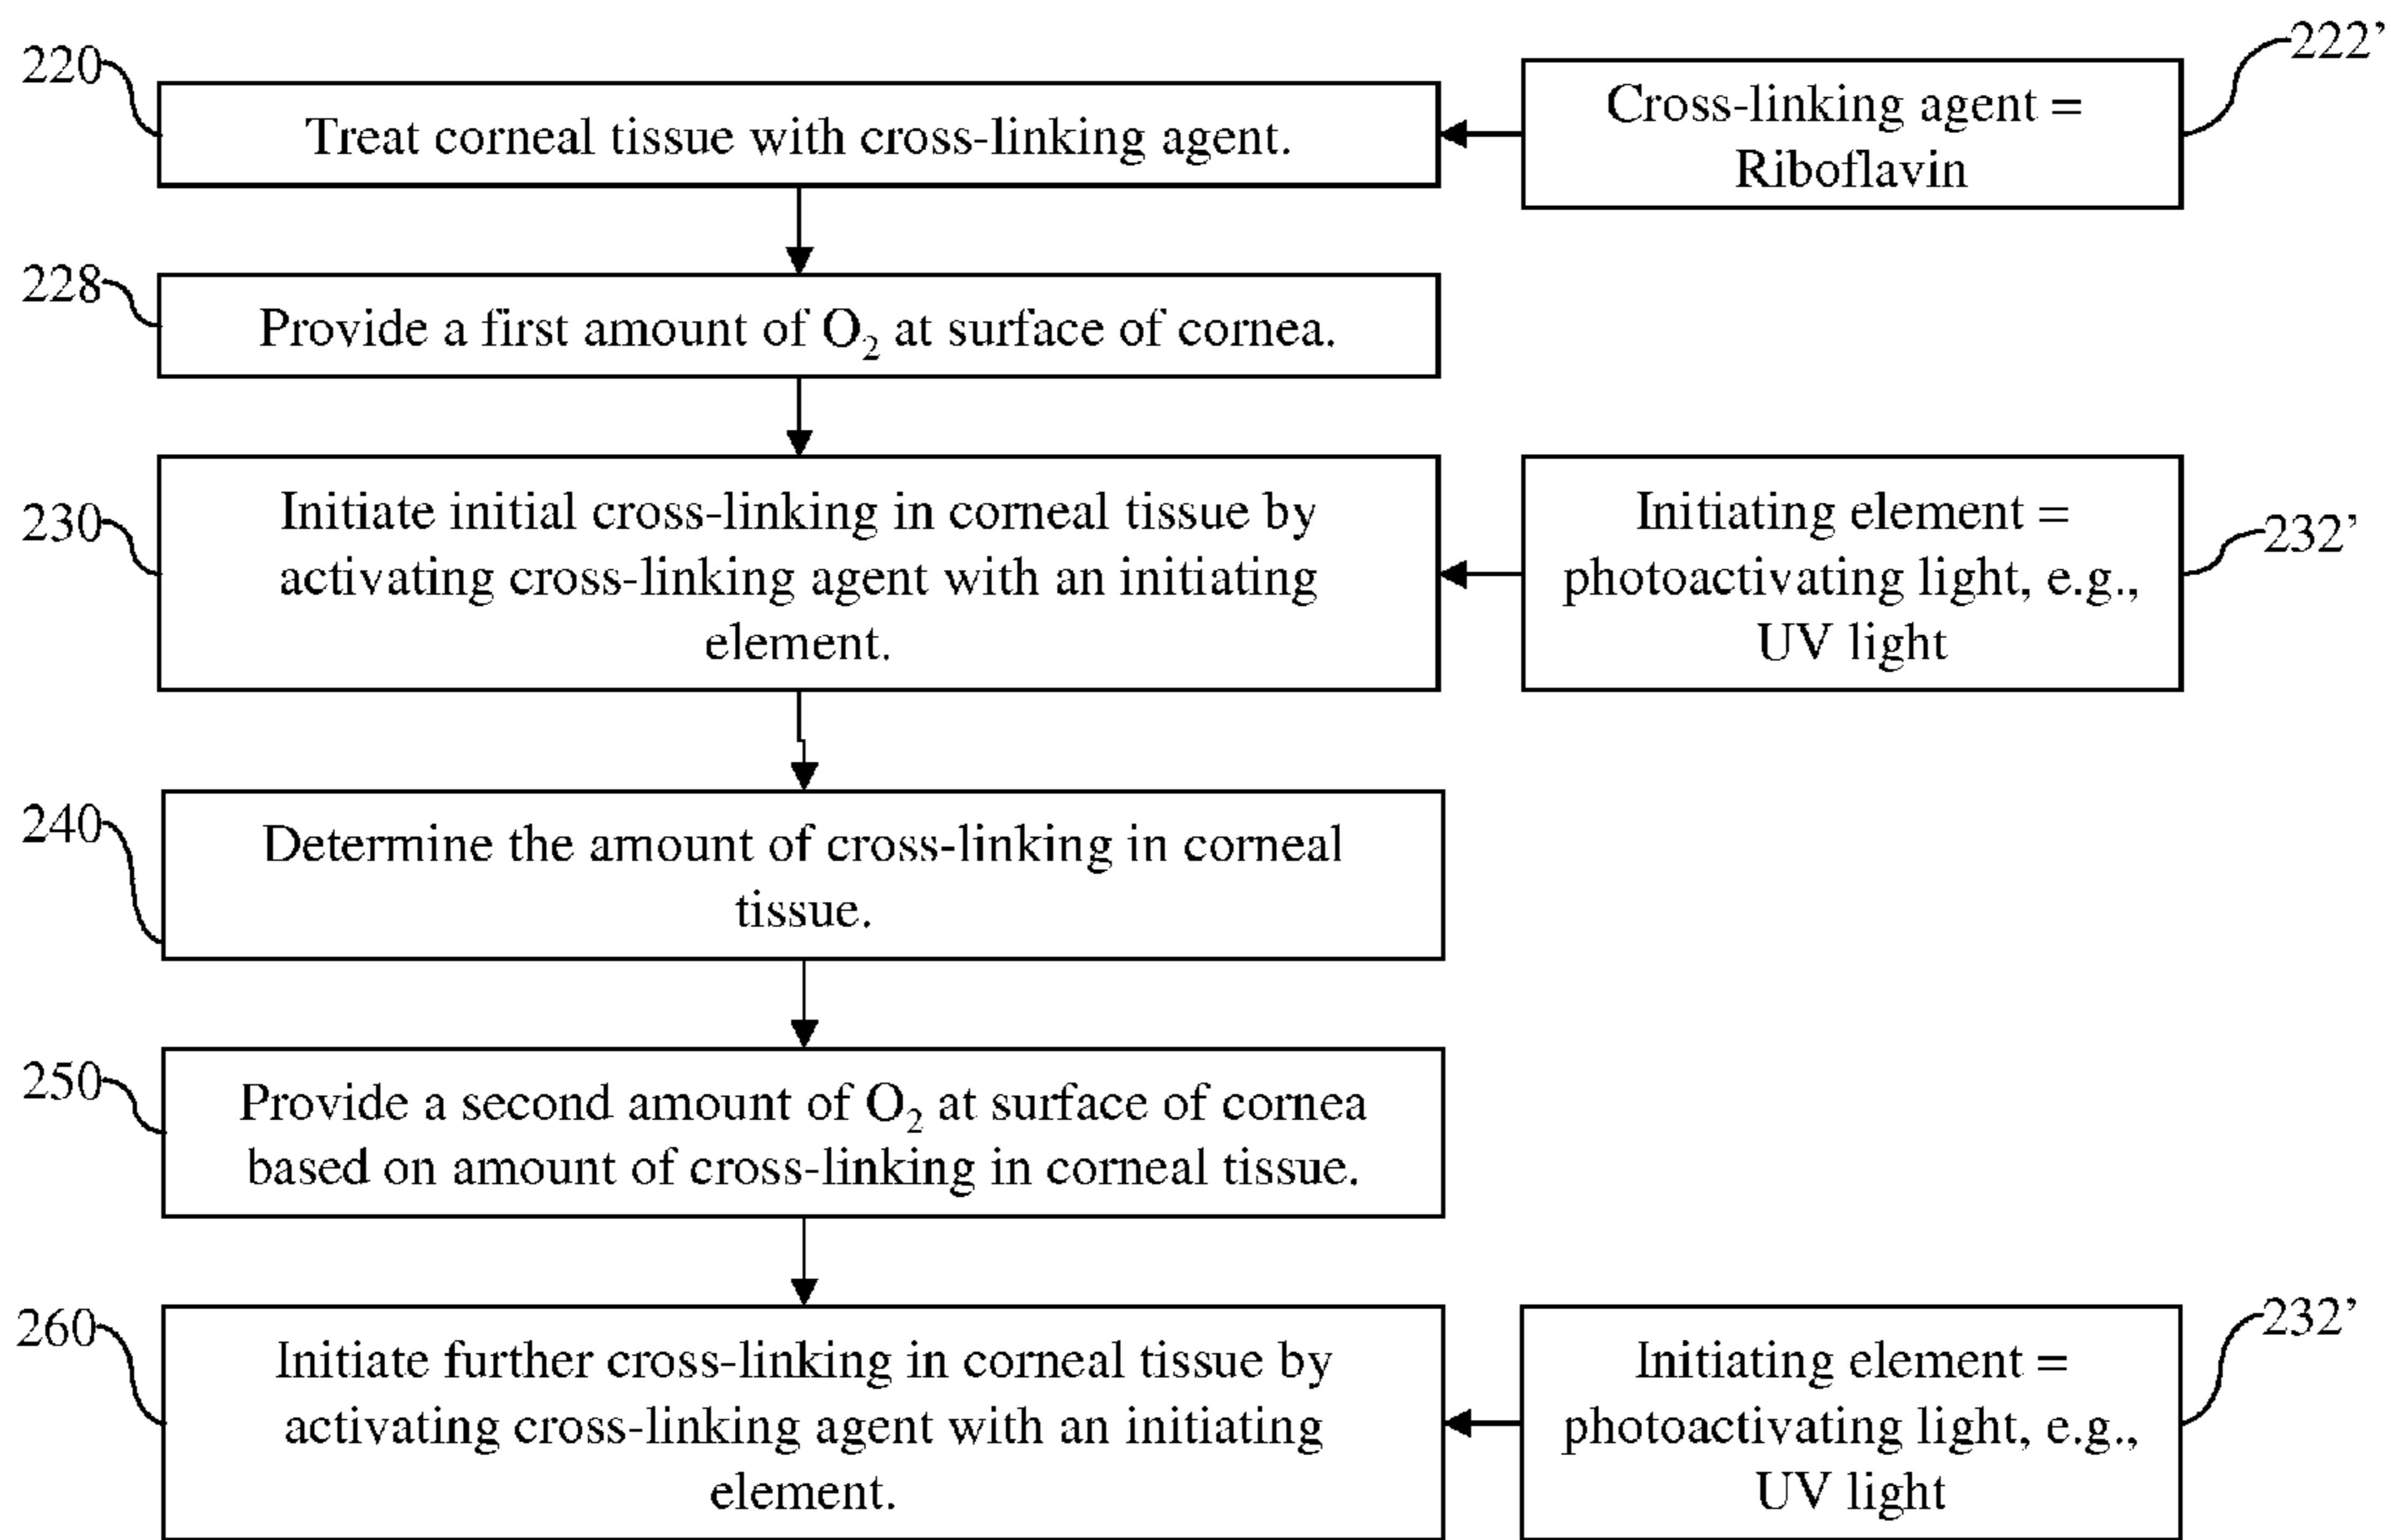 220
Treat corneal tissue with cross-linking agent.
222’
Cross-linking agent =
Riboflavin
228
Provide a first amount of O₂ at surface of cornea.
230
Initiate initial cross-linking in corneal tissue by
activating cross-linking agent with an initiating
element.
232’
Initiating element =
photoactivating light, e.g.,
UV light
240
Determine the amount of cross-linking in corneal
tissue.
250
Provide a second amount of O₂ at surface of cornea
based on amount of cross-linking in corneal tissue.
260
Initiate further cross-linking in corneal tissue by
activating cross-linking agent with an initiating
element.
232’
Initiating element =
photoactivating light, e.g.,
UV light